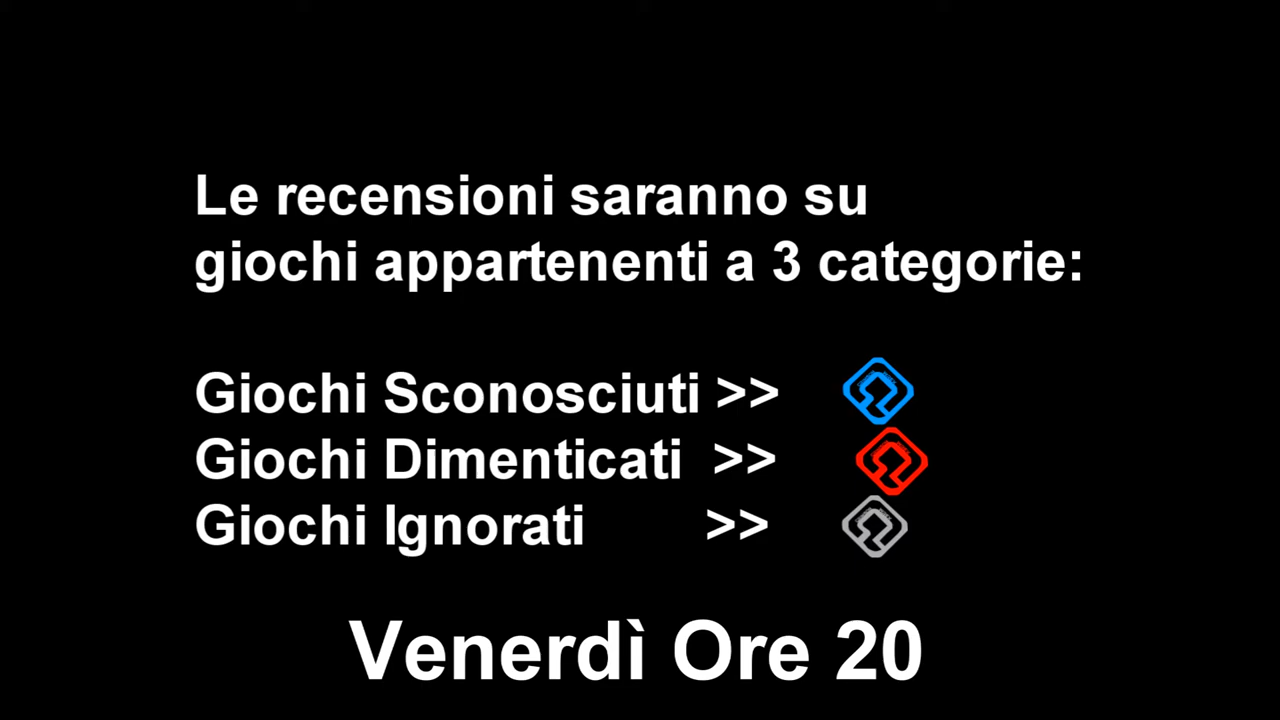 Le recensioni saranno su
giochi appartenenti a 3 categorie:
Giochi Sconosciuti >>
Giochi Dimenticati >>
Giochi Ignorati >>
Venerdì Ore 20